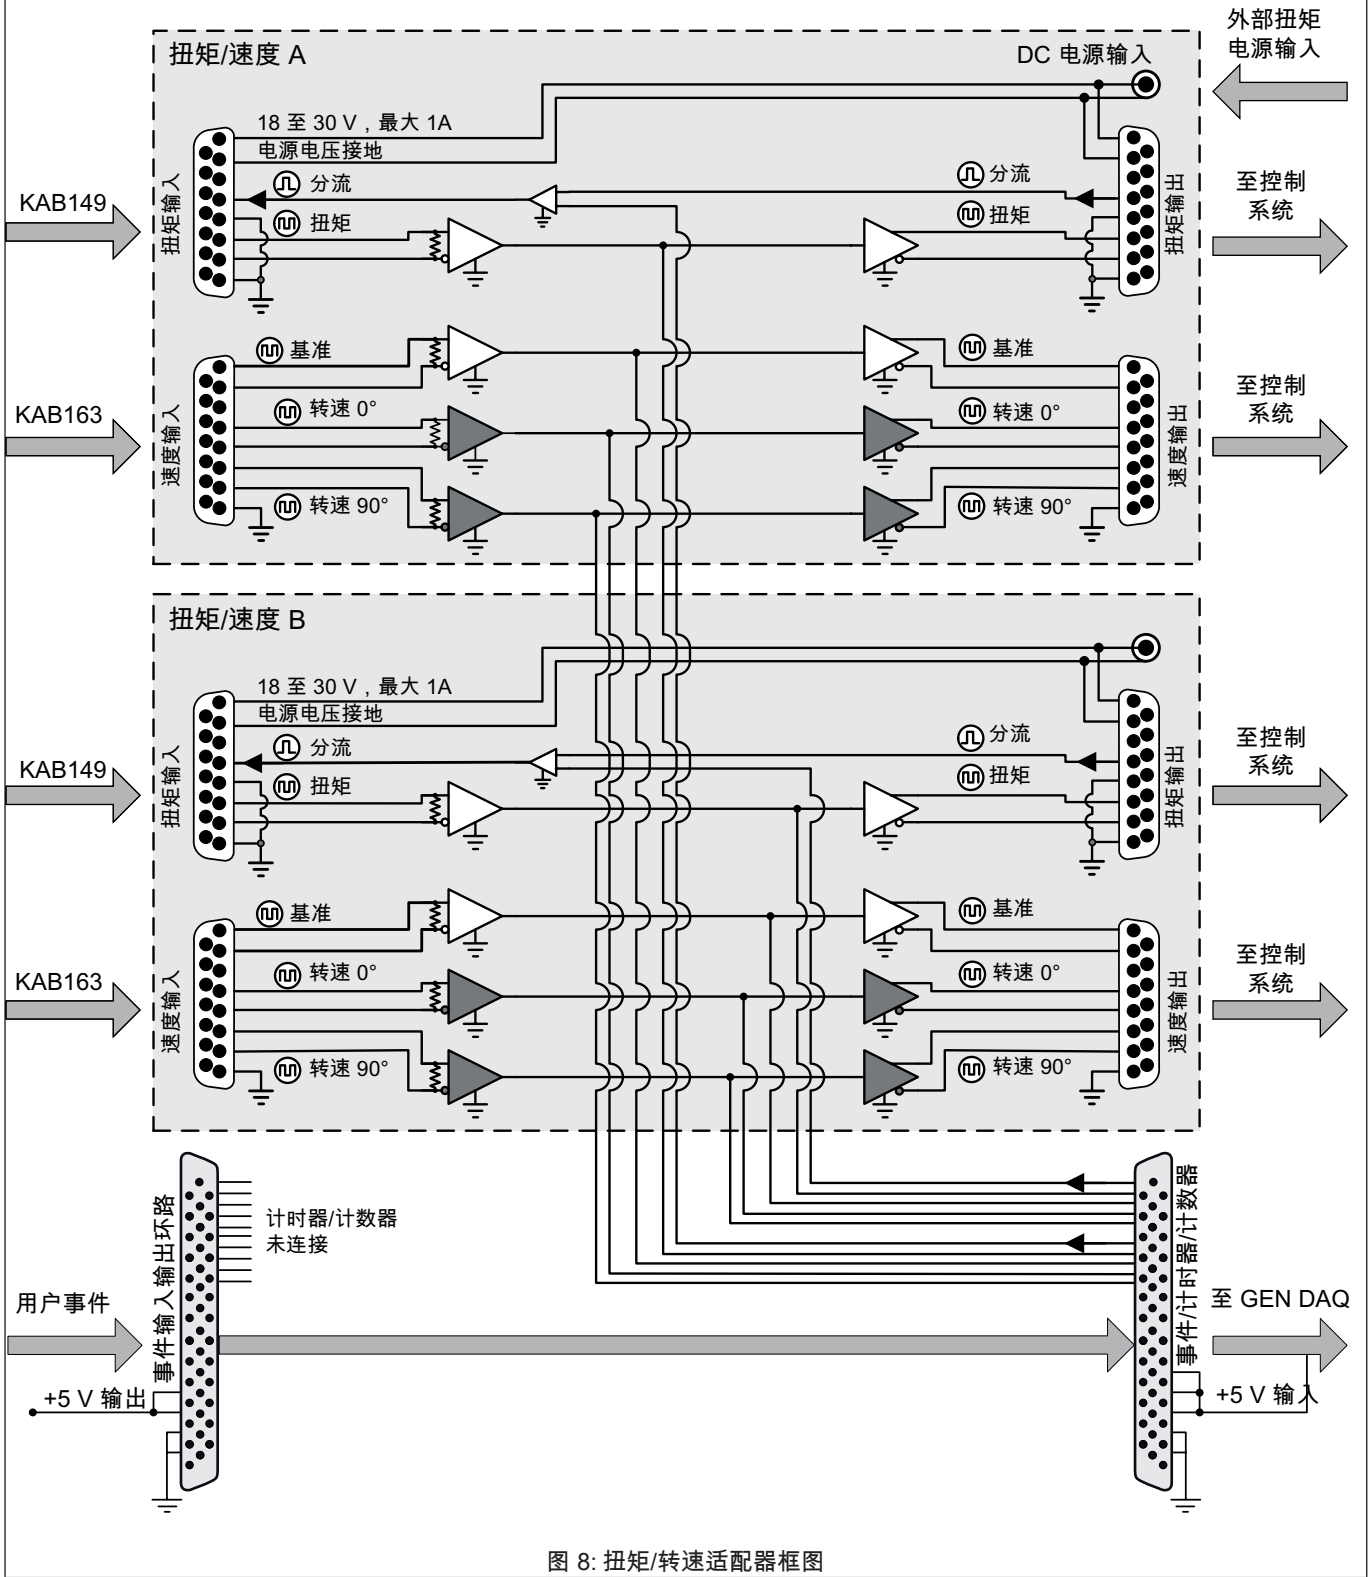 外部扭矩
电源输入
扭矩/速度 A
DC 电源输入
18 至 30 V，最大 1A
电源电压接地
分流
分流
扭矩
扭矩
KAB149
扭矩输入
扭矩输出
至控制
系统
基准
基准
转速 0°
转速 0°
转速 90°
转速 90°
KAB163
速度输入
速度输出
至控制
系统
扭矩/速度 B
18 至 30 V，最大 1A
电源电压接地
分流
分流
扭矩
扭矩
KAB149
扭矩输入
扭矩输出
至控制
系统
基准
基准
转速 0°
转速 0°
转速 90°
转速 90°
KAB163
速度输入
速度输出
至控制
系统
事件输入输出环路
计时器/计数器
未连接
事件/计时器/计数器
用户事件
至 GEN DAQ
+5 V 输出
+5 V 输入
图 8: 扭矩/转速适配器框图